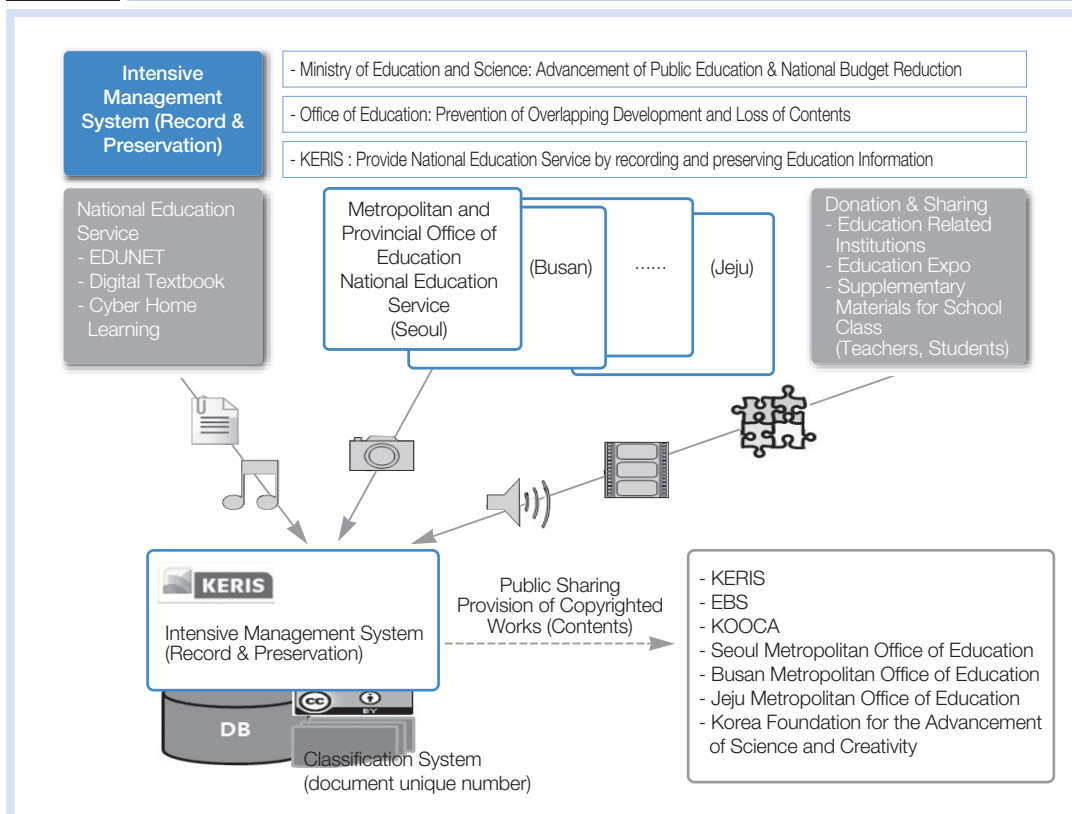 Intensive
Management
System (Record &
Preservation)
- Ministry of Education and Science: Advancement of Public Education & National Budget Reduction
- Office of Education: Prevention of Overlapping Development and Loss of Contents
- KERIS : Provide National Education Service by recording and preserving Education Information
National Education
Service
- EDUNET
- Digital Textbook
- Cyber Home
Learning
Metropolitan and
Provincial Office of
Education
National Education
Service
(Seoul)
(Busan)
......
(Jeju)
Donation & Sharing
- Education Related
Institutions
- Education Expo
- Supplementary
Materials for School
Class
(Teachers, Students)
KERIS
Intensive Management System
(Record & Preservation)
Public Sharing
Provision of Copyrighted
Works (Contents)
- KERIS
- EBS
- KOOCA
- Seoul Metropolitan Office of Education
- Busan Metropolitan Office of Education
- Jeju Metropolitan Office of Education
- Korea Foundation for the Advancement
of Science and Creativity
DB
cc
BY
Classification System
(document unique number)